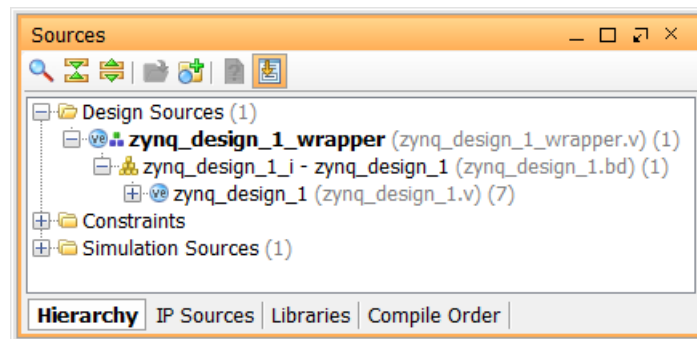 Sources
Design Sources (1)
zynq_design_1_wrapper (zynq_design_1_wrapper.v) (1)
zynq_design_1_i - zynq_design_1 (zynq_design_1.bd) (1)
zynq_design_1 (zynq_design_1.v) (7)
Constraints
Simulation Sources (1)
Hierarchy IP Sources Libraries Compile Order